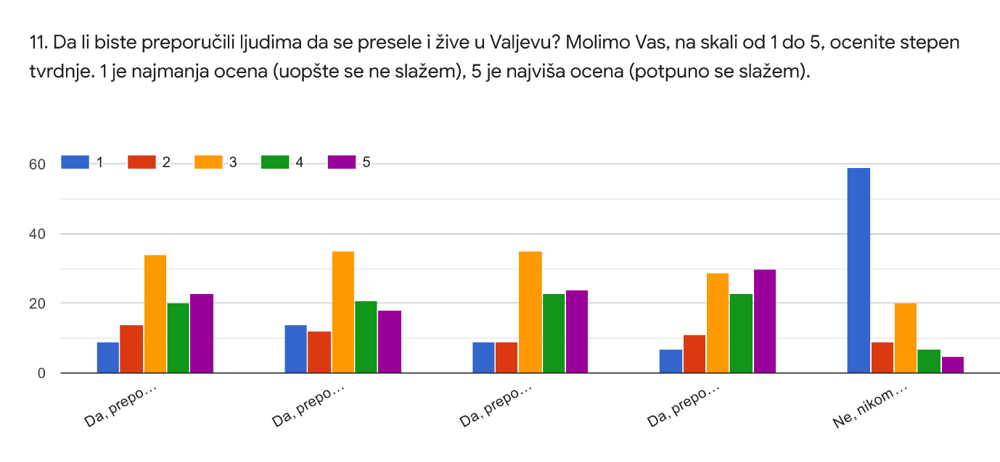 11. Da li biste preporučili ljudima da se presele i žive u Valjevu? Molimo Vas, na skali od 1 do 5, ocenite stepen
tvrdnje. 1 je najmanja ocena (uopšte se ne slažem), 5 je najviša ocena (potpuno se slažem).
1 2 3 4 5
60
40
20
0
Da, prepo...
Da, prepo...
Da, prepo...
Da, prepo...
Ne, nikom...